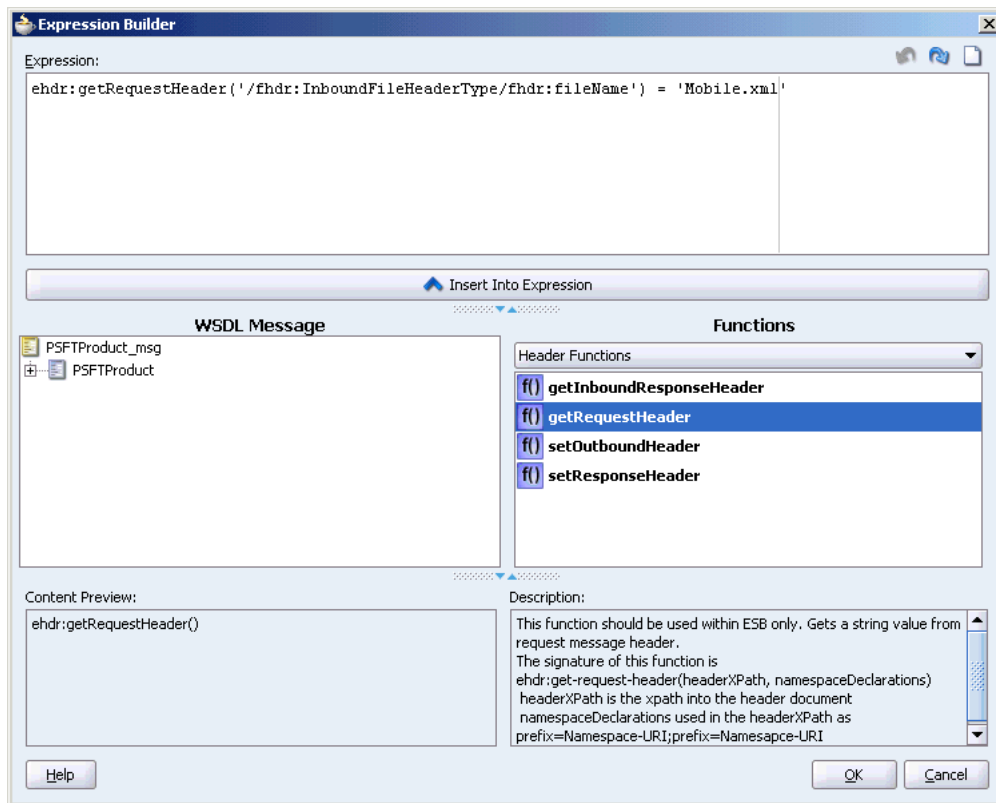 Expression Builder
Expression:
ehdr:getRequestHeader('/fhdr:InboundFileHeaderType/fhdr:fileName') = 'Mobile.xml'
Insert Into Expression
WSDL Message
Functions
PSFTProduct_msg
PSFTProduct
Header Functions
f() getInboundResponseHeader
f() getRequestHeader
f() setOutboundHeader
f() setResponseHeader
Content Preview:
ehdr:getRequestHeader()
Description:
This function should be used within ESB only. Gets a string value from
request message header.
The signature of this function is
ehdr:get-request-header(headerXPath, namespaceDeclarations)
headerXPath is the xpath into the header document
namespaceDeclarations used in the headerXPath as
prefix=Namespace-URI;prefix=Namesapce-URI
Help
OK
Cancel